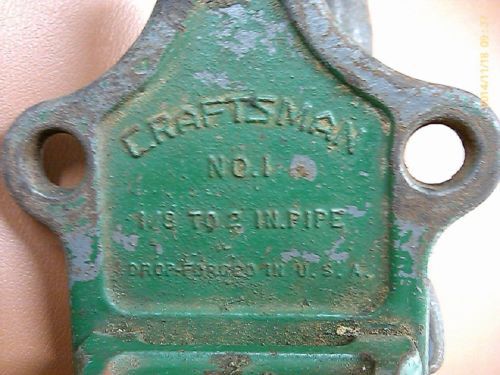 CRAFTSMAN
NO.1
1/8 TO 2 IN. PIPE
DROP-FORGED IN U.S.A.